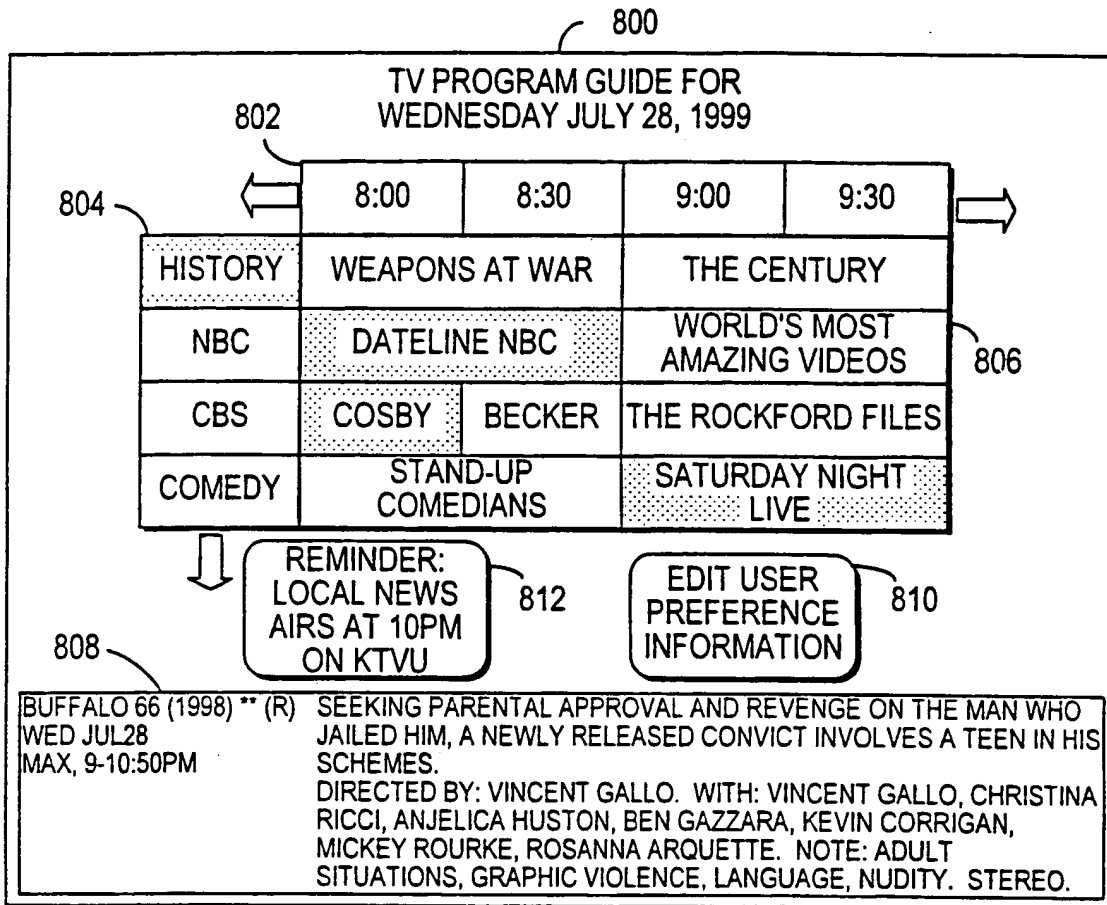 800
TV PROGRAM GUIDE FOR
WEDNESDAY JULY 28, 1999
802
804
8:00 8:30 9:00 9:30
HISTORY WEAPONS AT WAR THE CENTURY
NBC DATELINE NBC WORLD'S MOST
AMAZING VIDEOS
806
CBS COSBY BECKER THE ROCKFORD FILES
COMEDY STAND-UP
COMEDIANS
SATURDAY NIGHT
LIVE
REMINDER:
LOCAL NEWS
AIRS AT 10PM
ON KTVU
812
EDIT USER
PREFERENCE
INFORMATION
810
808
BUFFALO 66 (1998) ** (R)
WED JUL28
MAX, 9-10:50PM
SEEKING PARENTAL APPROVAL AND REVENGE ON THE MAN WHO
JAILED HIM, A NEWLY RELEASED CONVICT INVOLVES A TEEN IN HIS
SCHEMES.
DIRECTED BY: VINCENT GALLO. WITH: VINCENT GALLO, CHRISTINA
RICCI, ANJELICA HUSTON, BEN GAZZARA, KEVIN CORRIGAN,
MICKEY ROURKE, ROSANNA ARQUETTE. NOTE: ADULT
SITUATIONS, GRAPHIC VIOLENCE, LANGUAGE, NUDITY. STEREO.